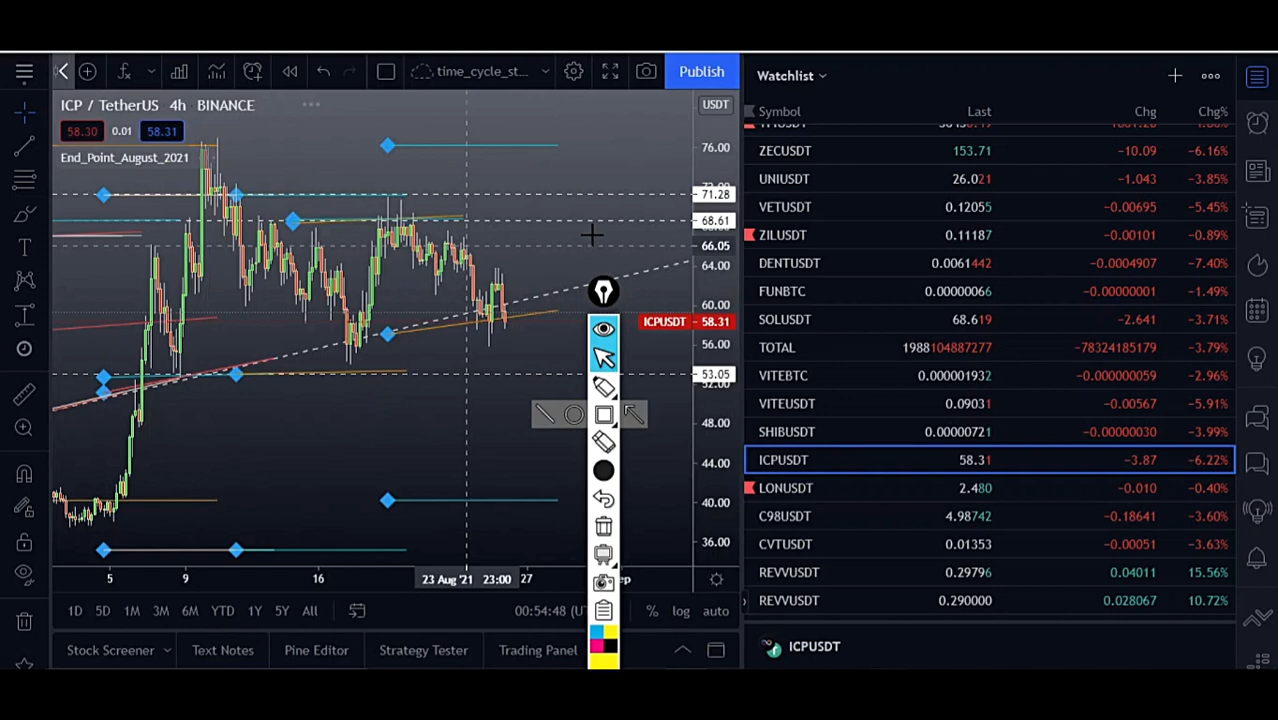 time_cycle_st...
Publish
Watchlist
ICP / TetherUS 4h BINANCE ...
USDT
58.30 0.01 58.31
End_Point_August_2021
76.00
71.28
68.61
66.05
64.00
60.00
ICPUSDT 58.31
56.00
53.05
52.00
48.00
44.00
40.00
36.00
5 9 16 23 Aug '21 23:00 27 ep
1D 5D 1M 3M 6M YTD 1Y 5Y All 00:54:48 (U % log auto
Stock Screener Text Notes Pine Editor Strategy Tester Trading Panel
Symbol Last Chg Chg%
ZECUSDT 153.71 −10.09 −6.16%
UNIUSDT 26.021 −1.043 −3.85%
VETUSDT 0.12055 −0.00695 −5.45%
ZILUSDT 0.11187 −0.00101 −0.89%
DENTUSDT 0.0061442 −0.0004907 −7.40%
FUNBTC 0.00000066 −0.00000001 −1.49%
SOLUSDT 68.619 −2.641 −3.71%
TOTAL 1988104887277 −78324185179 −3.79%
VITEBTC 0.000001932 −0.000000059 −2.96%
VITEUSDT 0.09031 −0.00567 −5.91%
SHIBUSDT 0.00000721 −0.00000030 −3.99%
ICPUSDT 58.31 −3.87 −6.22%
LONUSDT 2.480 −0.010 −0.40%
C98USDT 4.98742 −0.18641 −3.60%
CVTUSDT 0.01353 −0.00051 −3.63%
REVVUSDT 0.29796 0.04011 15.56%
REVVUSDT 0.290000 0.028067 10.72%
ICPUSDT